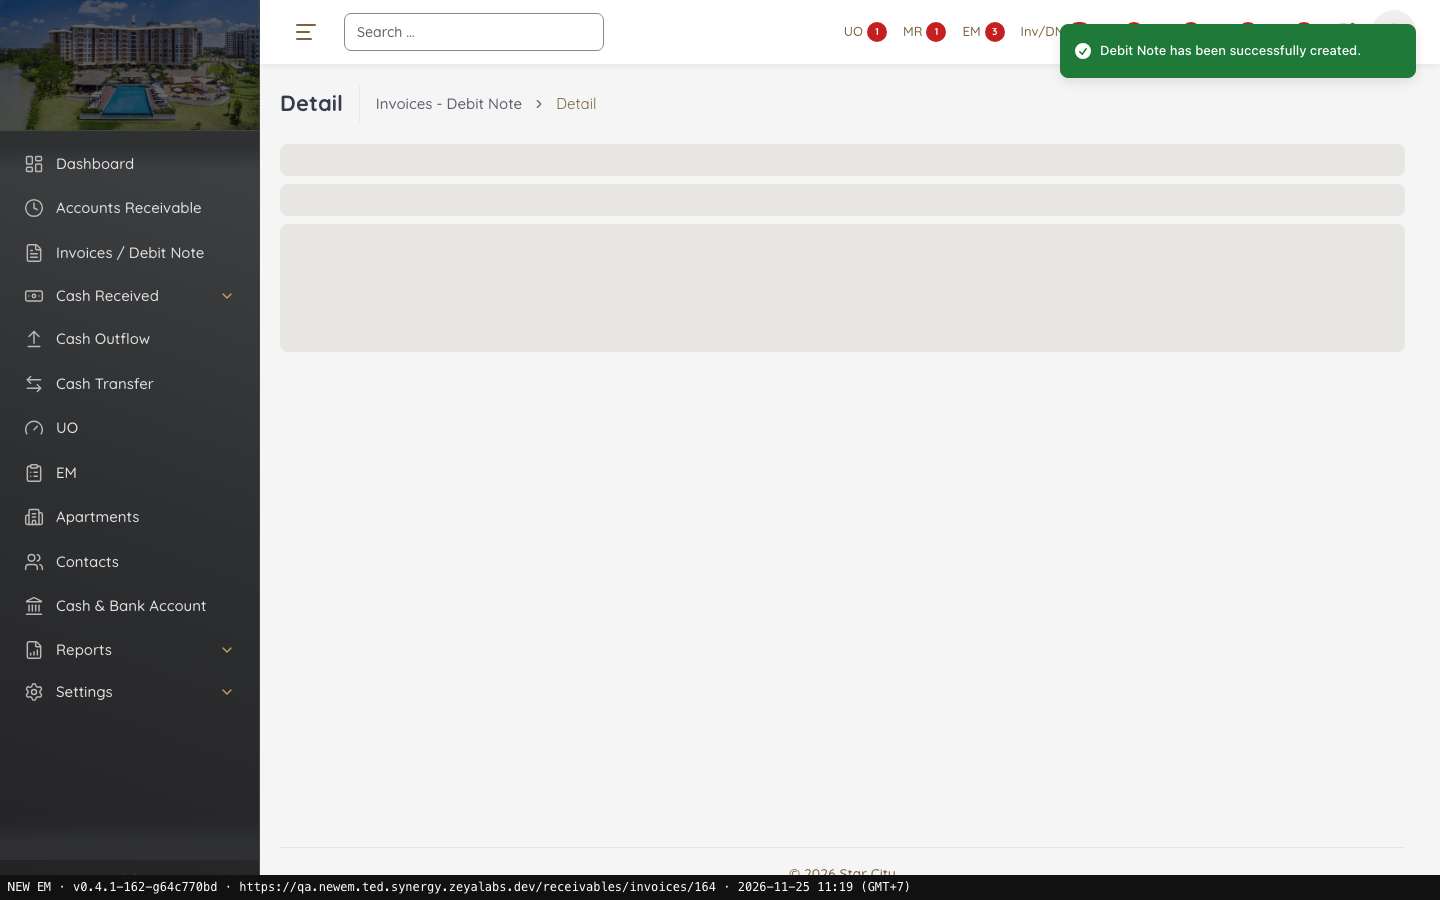 Search ...
UO 1 MR 1 EM 3
Debit Note has been successfully created.
Detail
Invoices - Debit Note > Detail
Dashboard
Accounts Receivable
Invoices / Debit Note
Cash Received
Cash Outflow
Cash Transfer
UO
EM
Apartments
Contacts
Cash & Bank Account
Reports
Settings
© 2026 Star City
NEW EM · v0.4.1-162-g64c770bd · https://qa.newem.ted.synergy.zeyalabs.dev/receivables/invoices/164 · 2026-11-25 11:19 (GMT+7)